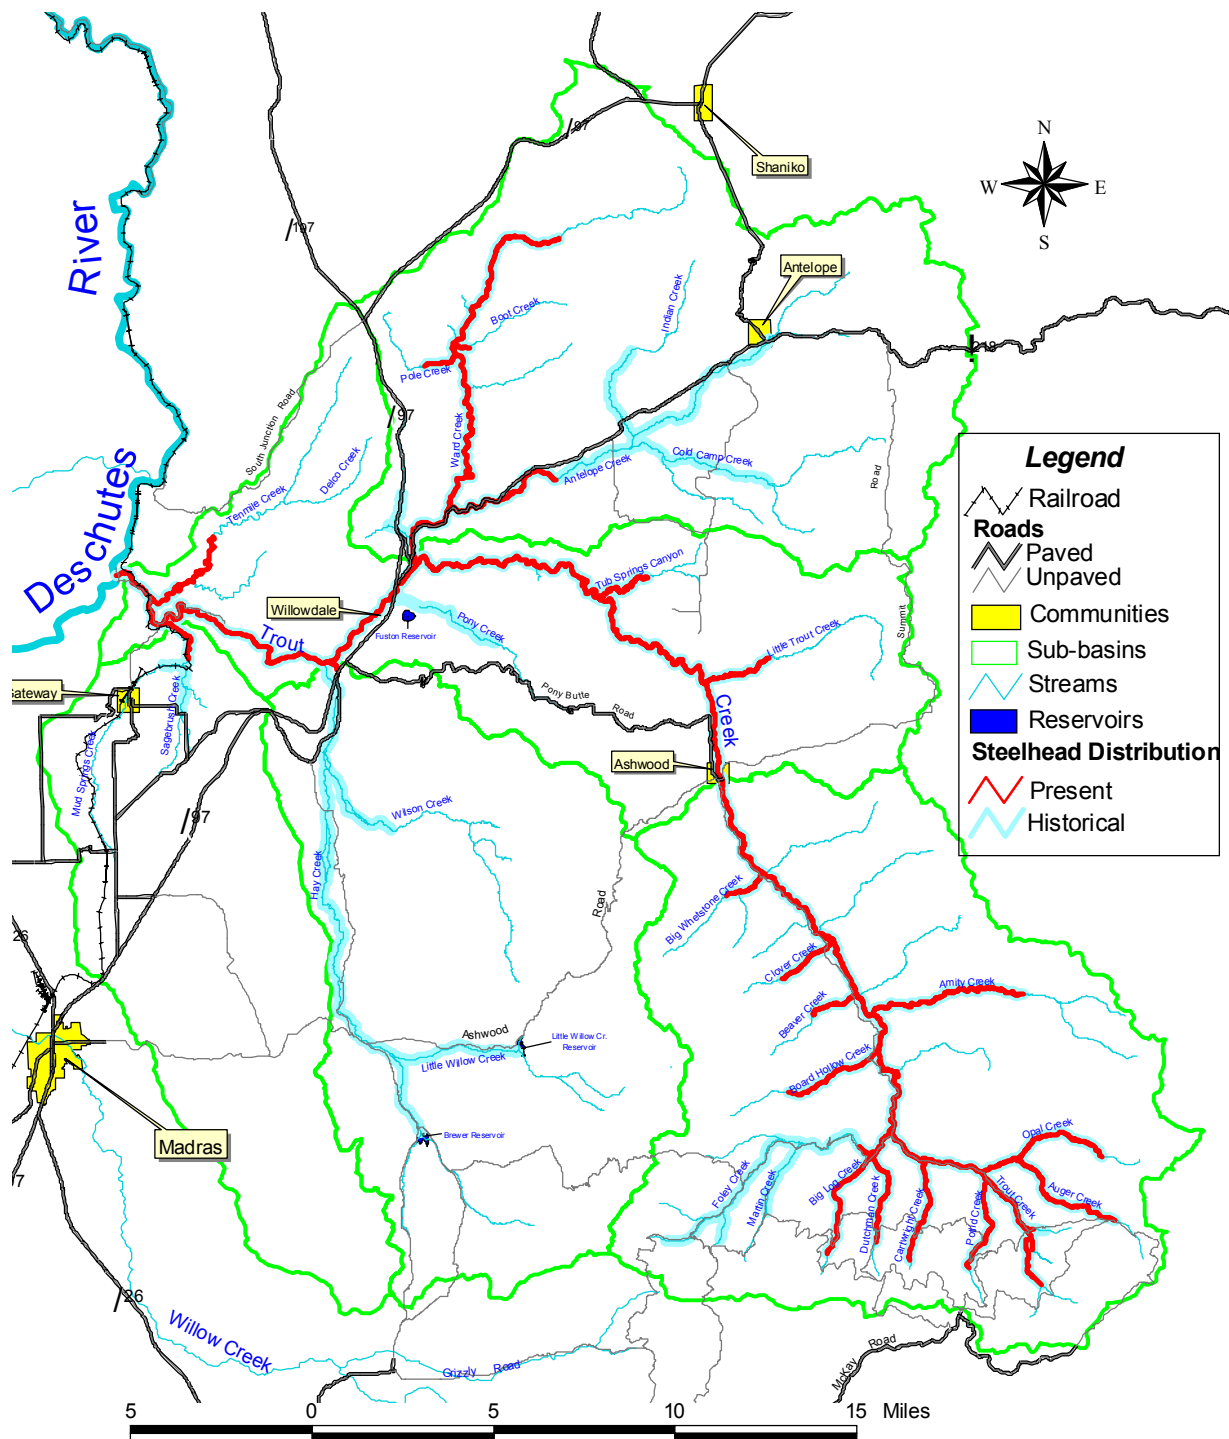 N
W
E
S
Shaniko
97
197
River
Antelope
Indian Creek
Boot Creek
218
Pole Creek
97
South Junction Road
Ward Creek
Deschutes
Delco Creek
Tenmile Creek
Antelope Creek
Cold Camp Creek
Road
Summit
Legend
Railroad
Roads
Paved
Unpaved
Communities
Sub-basins
Streams
Reservoirs
Steelhead Distribution
Present
Historical
Tub Springs Canyon
Willowdale
Fuston Reservoir
Pony Creek
Trout
Little Trout Creek
Gateway
Sagebrush Creek
Mud Springs Creek
Pony Butte
Road
Creek
Ashwood
Wilson Creek
97
Hay Creek
Road
Big Whetstone Creek
Clover Creek
Amity Creek
Beaver Creek
26
Ashwood
Little Willow Cr.
Reservoir
Little Willow Creek
Board Hollow Creek
Brewer Reservoir
Madras
Opal Creek
Foley Creek
Martin Creek
Big Log Creek
Dutchman Creek
Cartwright Creek
Potlid Creek
Trout Creek
Auger Creek
26
Willow Creek
Grizzly Road
McKay Road
5 0 5 10 15 Miles